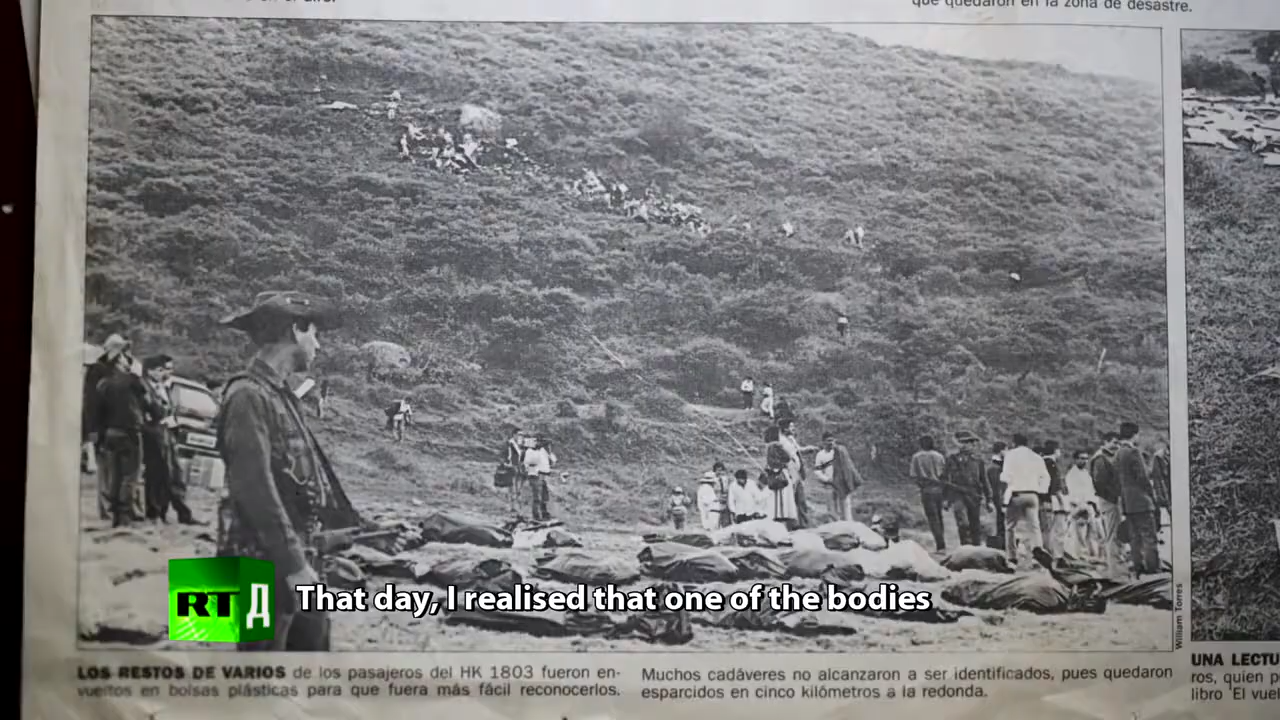 que quedaron en la zona de desastre.
William Torres
RT Д
That day, I realised that one of the bodies
LOS RESTOS DE VARIOS de los pasajeros del HK 1803 fueron en-
vueltos en bolsas plásticas para que fuera más fácil reconocerlos.
Muchos cadáveres no alcanzaron a ser identificados, pues quedaron
esparcidos en cinco kilómetros a la redonda.
UNA LECTU
ros, quien p
libro 'El vuel